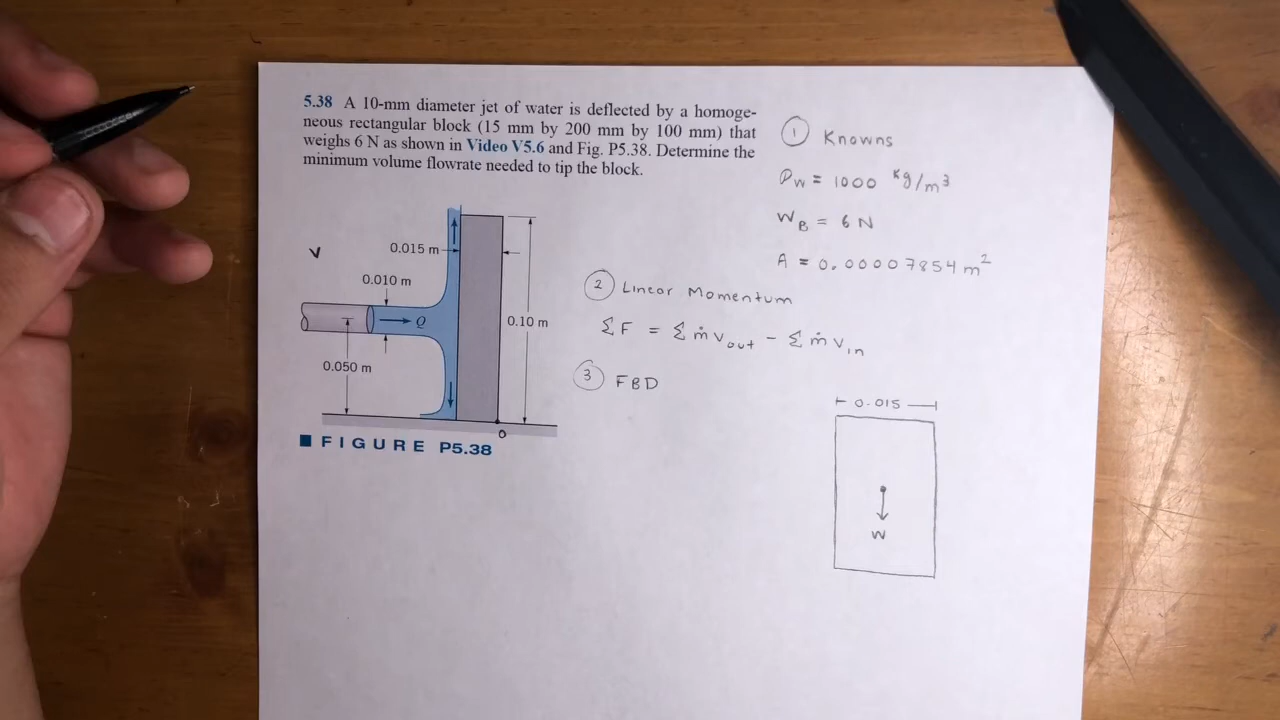 5.38 A 10-mm diameter jet of water is deflected by a homoge-
neous rectangular block (15 mm by 200 mm by 100 mm) that
weighs 6 N as shown in Video V5.6 and Fig. P5.38. Determine the
minimum volume flowrate needed to tip the block.
V
0.015 m
0.010 m
Q
0.10 m
0.050 m
O
FIGURE P5.38
1 Knowns
ρw = 1000 kg/m³
WB = 6 N
A = 0.00007854 m²
2 Linear Momentum
ΣF = Σ ṁ Vout - Σ ṁ Vin
3 FBD
0.015
W